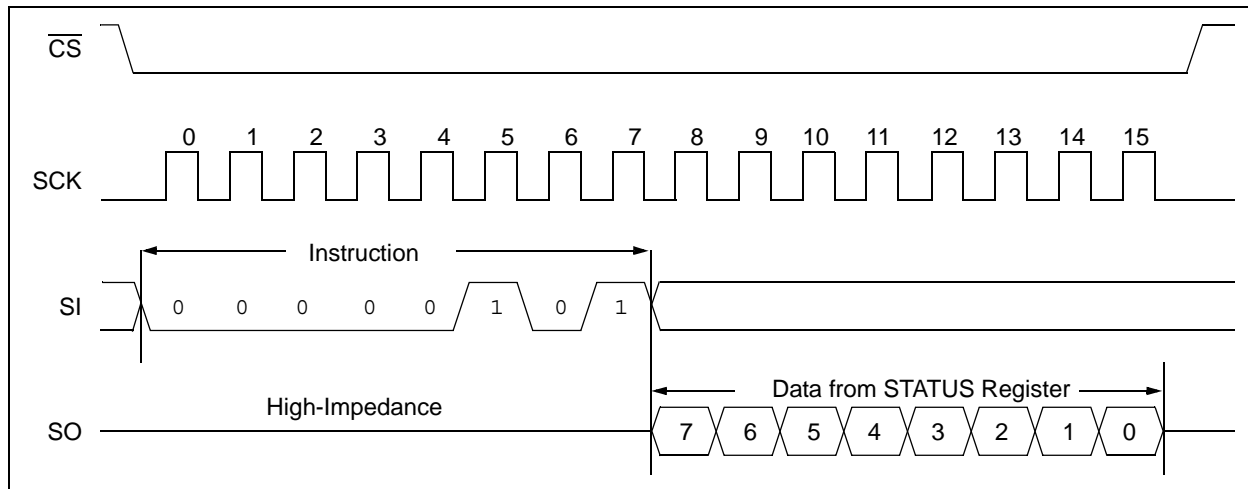 CS
0 1 2 3 4 5 6 7 8 9 10 11 12 13 14 15
SCK
Instruction
SI
0 0 0 0 0 1 0 1
High-Impedance
Data from STATUS Register
SO
7 6 5 4 3 2 1 0